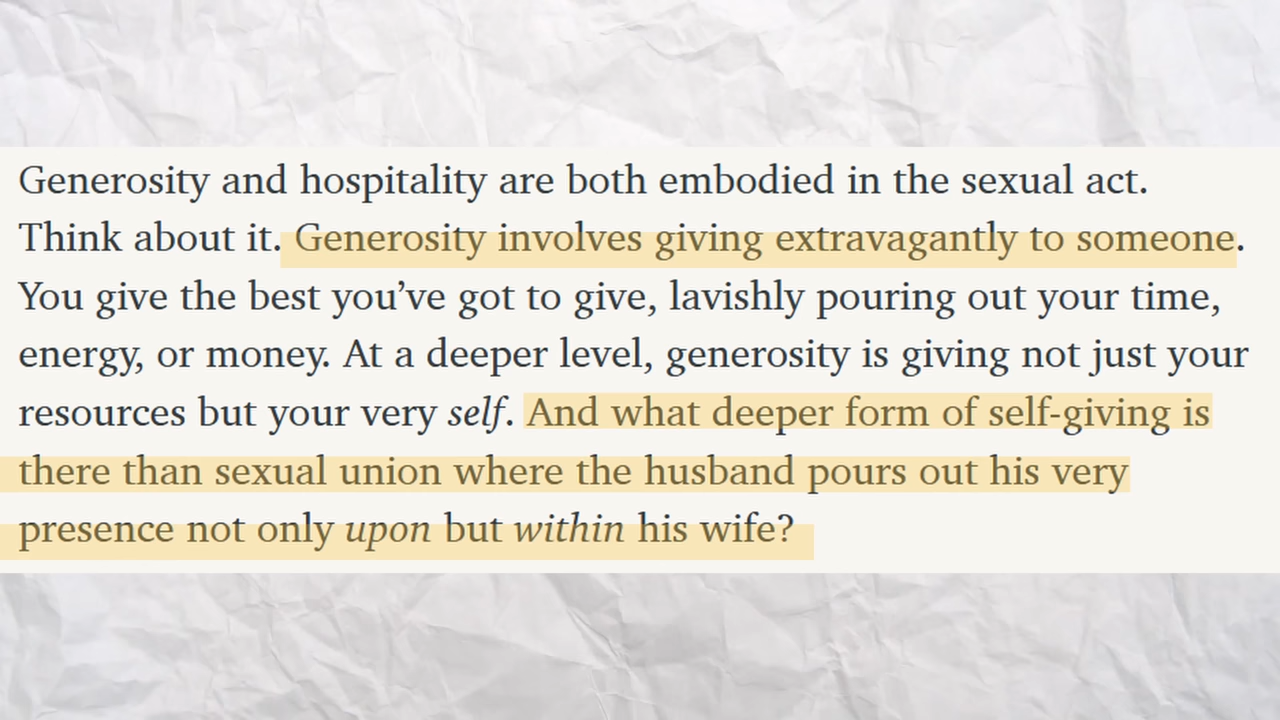 Generosity and hospitality are both embodied in the sexual act.
Think about it. Generosity involves giving extravagantly to someone.
You give the best you’ve got to give, lavishly pouring out your time,
energy, or money. At a deeper level, generosity is giving not just your
resources but your very self. And what deeper form of self-giving is
there than sexual union where the husband pours out his very
presence not only upon but within his wife?